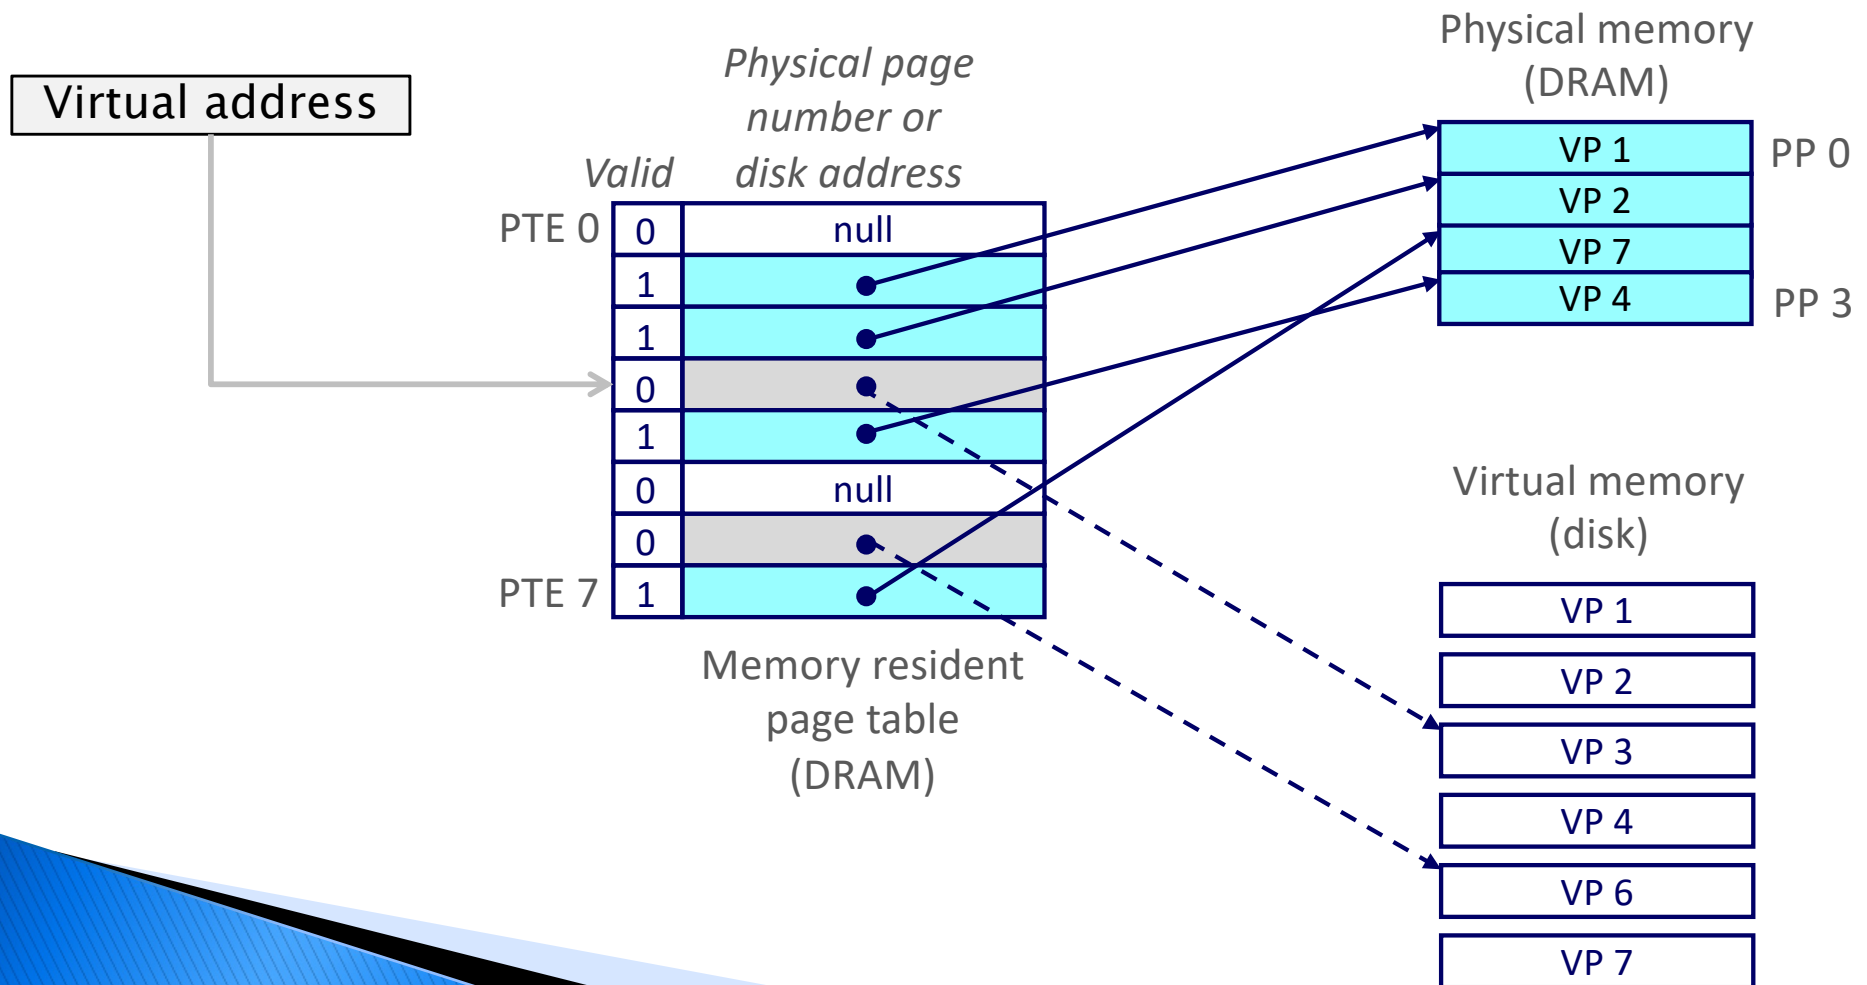 Virtual address
Physical page
number or
disk address
Valid
PTE 0
0
null
1
1
0
1
0
null
0
PTE 7
1
Memory resident
page table
(DRAM)
Physical memory
(DRAM)
VP 1
PP 0
VP 2
VP 7
VP 4
PP 3
Virtual memory
(disk)
VP 1
VP 2
VP 3
VP 4
VP 6
VP 7